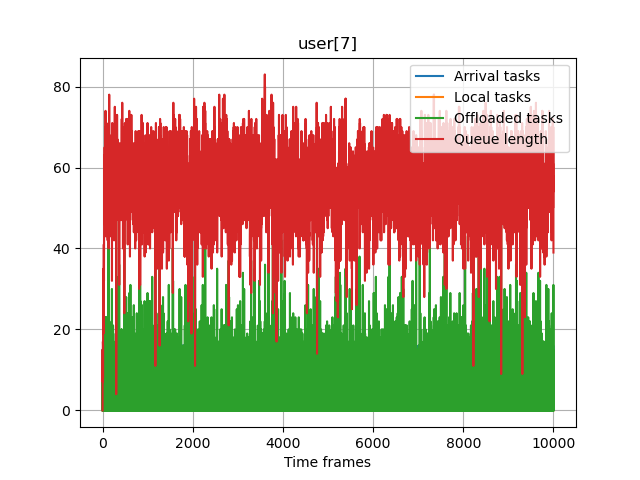 user[7]
Arrival tasks
Local tasks
Offloaded tasks
Queue length
80
60
40
20
0
0 2000 4000 6000 8000 10000
Time frames